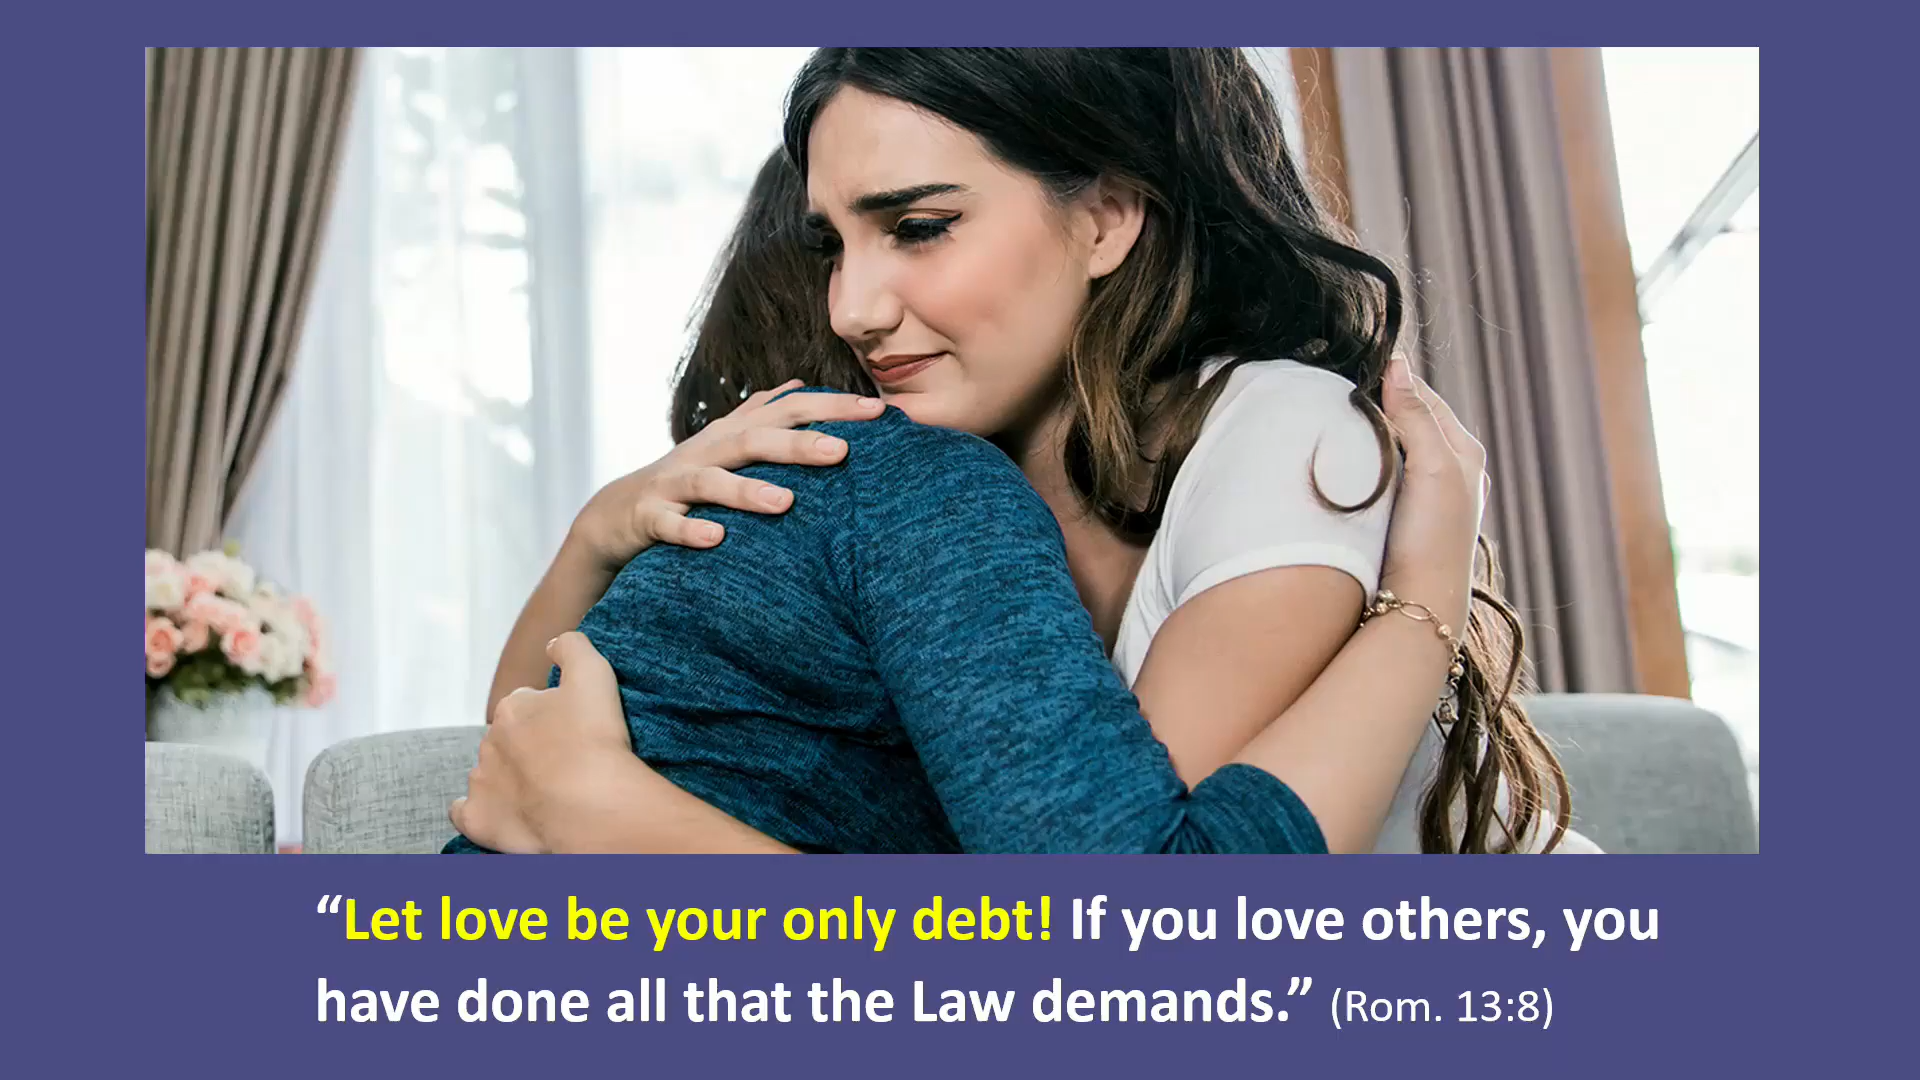 “Let love be your only debt! If you love others, you
have done all that the Law demands.” (Rom. 13:8)